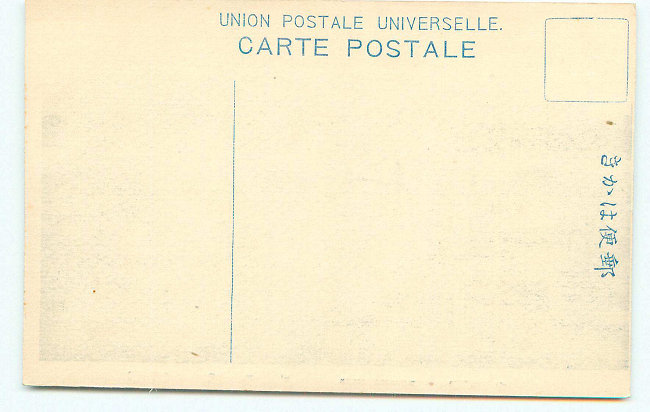 UNION POSTALE UNIVERSELLE.
CARTE POSTALE
郵便はかき